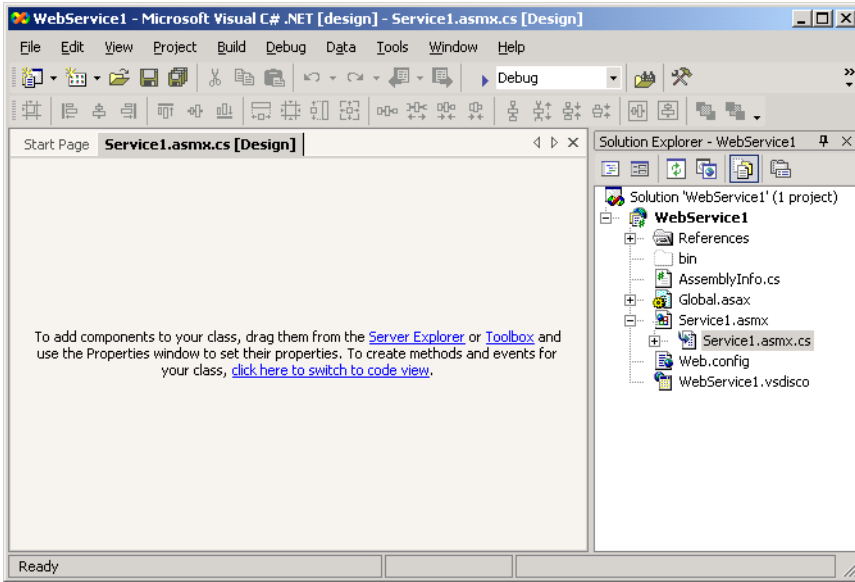 WebService1 - Microsoft Visual C# .NET [design] - Service1.asmx.cs [Design]
File Edit View Project Build Debug Data Tools Window Help
Debug
Start Page Service1.asmx.cs [Design]
Solution Explorer - WebService1
Solution 'WebService1' (1 project)
WebService1
References
bin
AssemblyInfo.cs
Global.asax
Service1.asmx
Service1.asmx.cs
Web.config
WebService1.vsdisco
To add components to your class, drag them from the Server Explorer or Toolbox and
use the Properties window to set their properties. To create methods and events for
your class, click here to switch to code view.
Ready